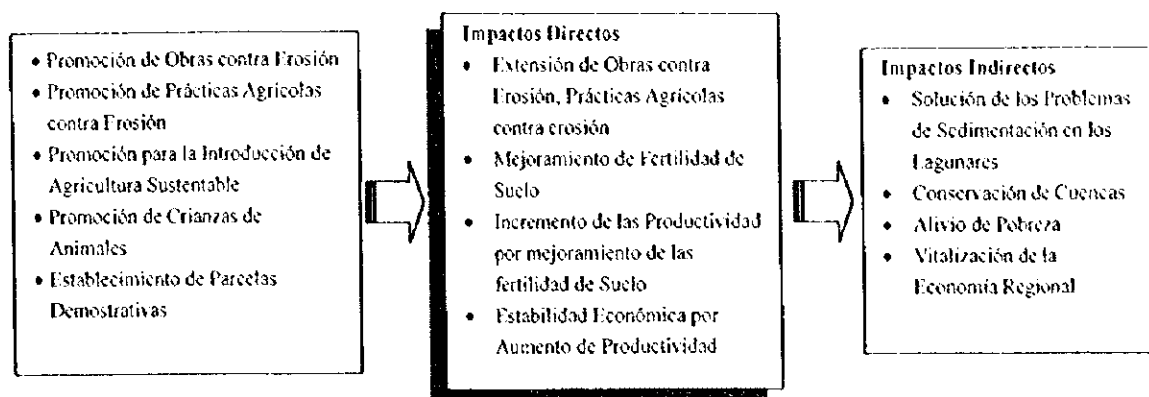 • Promoción de Obras contra Erosión
• Promoción de Prácticas Agrícolas
contra Erosión
• Promoción para la Introducción de
Agricultura Sustentable
• Promoción de Crianzas de
Animales
• Establecimiento de Parcelas
Demostrativas
Impactos Directos
• Extensión de Obras contra
Erosión, Prácticas Agrícolas
contra erosión
• Mejoramiento de Fertilidad de
Suelo
• Incremento de las Productividad
por mejoramiento de las
fertilidad de Suelo
• Estabilidad Económica por
Aumento de Productividad
Impactos Indirectos
• Solución de los Problemas
de Sedimentación en los
Lagunares
• Conservación de Cuencas
• Alivio de Pobreza
• Vitalización de la
Economía Regional